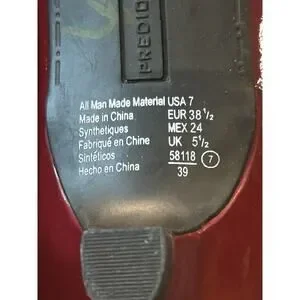 PREDIC
All Man Made Material USA 7
Made in China EUR 38 1/2
Synthetiques MEX 24
Fabriqué en Chine UK 5 1/2
Sintéticos 58118 7
Hecho en China 39